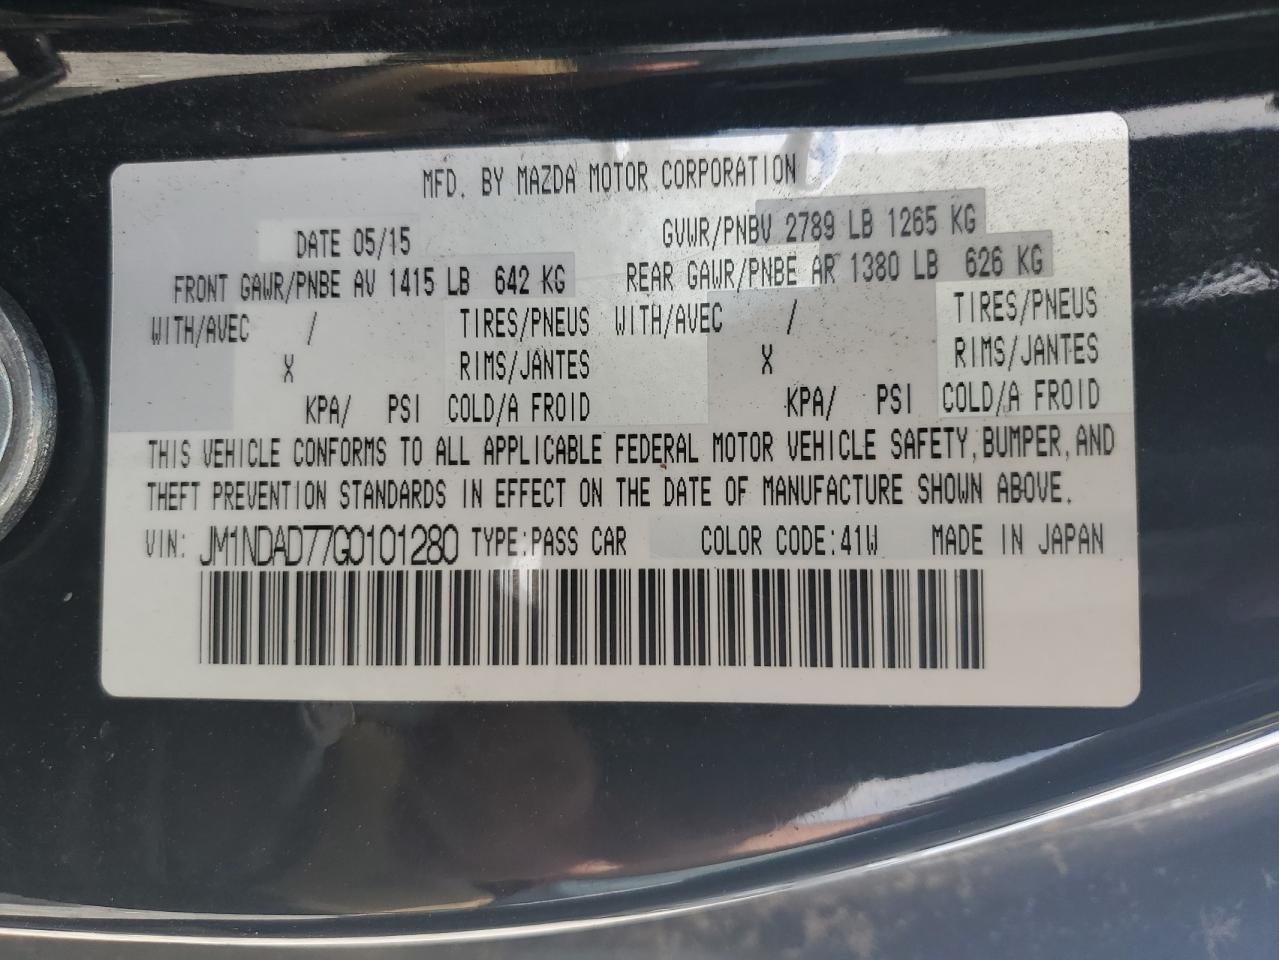 MFD. BY MAZDA MOTOR CORPORATION
DATE 05/15 GVWR/PNBV 2789 LB 1265 KG
FRONT GAWR/PNBE AV 1415 LB 642 KG REAR GAWR/PNBE AR 1380 LB 626 KG
WITH/AVEC / TIRES/PNEUS WITH/AVEC / TIRES/PNEUS
X RIMS/JANTES X RIMS/JANTES
KPA/ PSI COLD/A FROID KPA/ PSI COLD/A FROID
THIS VEHICLE CONFORMS TO ALL APPLICABLE FEDERAL MOTOR VEHICLE SAFETY, BUMPER, AND
THEFT PREVENTION STANDARDS IN EFFECT ON THE DATE OF MANUFACTURE SHOWN ABOVE.
VIN: JM1NDAD77G0101280 TYPE:PASS CAR COLOR CODE:41W MADE IN JAPAN